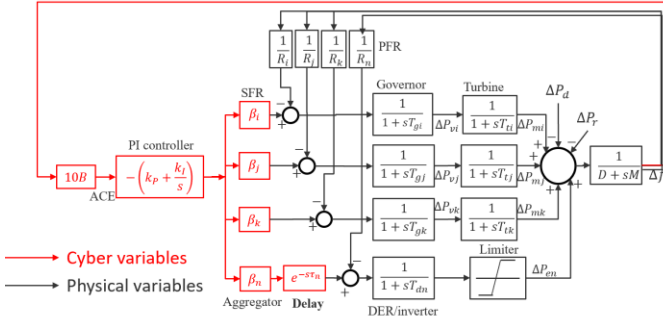 1/R_i 1/R_j 1/R_k 1/R_n PFR
SFR Governor Turbine ΔP_d
β_i − + 1/(1 + sT_gi) ΔP_vi 1/(1 + sT_ti) ΔP_mi − ΔP_r
PI controller
10B ACE −(k_P + k_I/s) β_j − + 1/(1 + sT_gj) ΔP_vj 1/(1 + sT_tj) ΔP_mj + + − 1/(D + sM) Δf
β_k − + 1/(1 + sT_gk) ΔP_vk 1/(1 + sT_tk) ΔP_mk + +
Cyber variables
Physical variables
Limiter
β_n e^{-sτ_n} − + 1/(1 + sT_dn) ΔP_en
Aggregator Delay DER/inverter